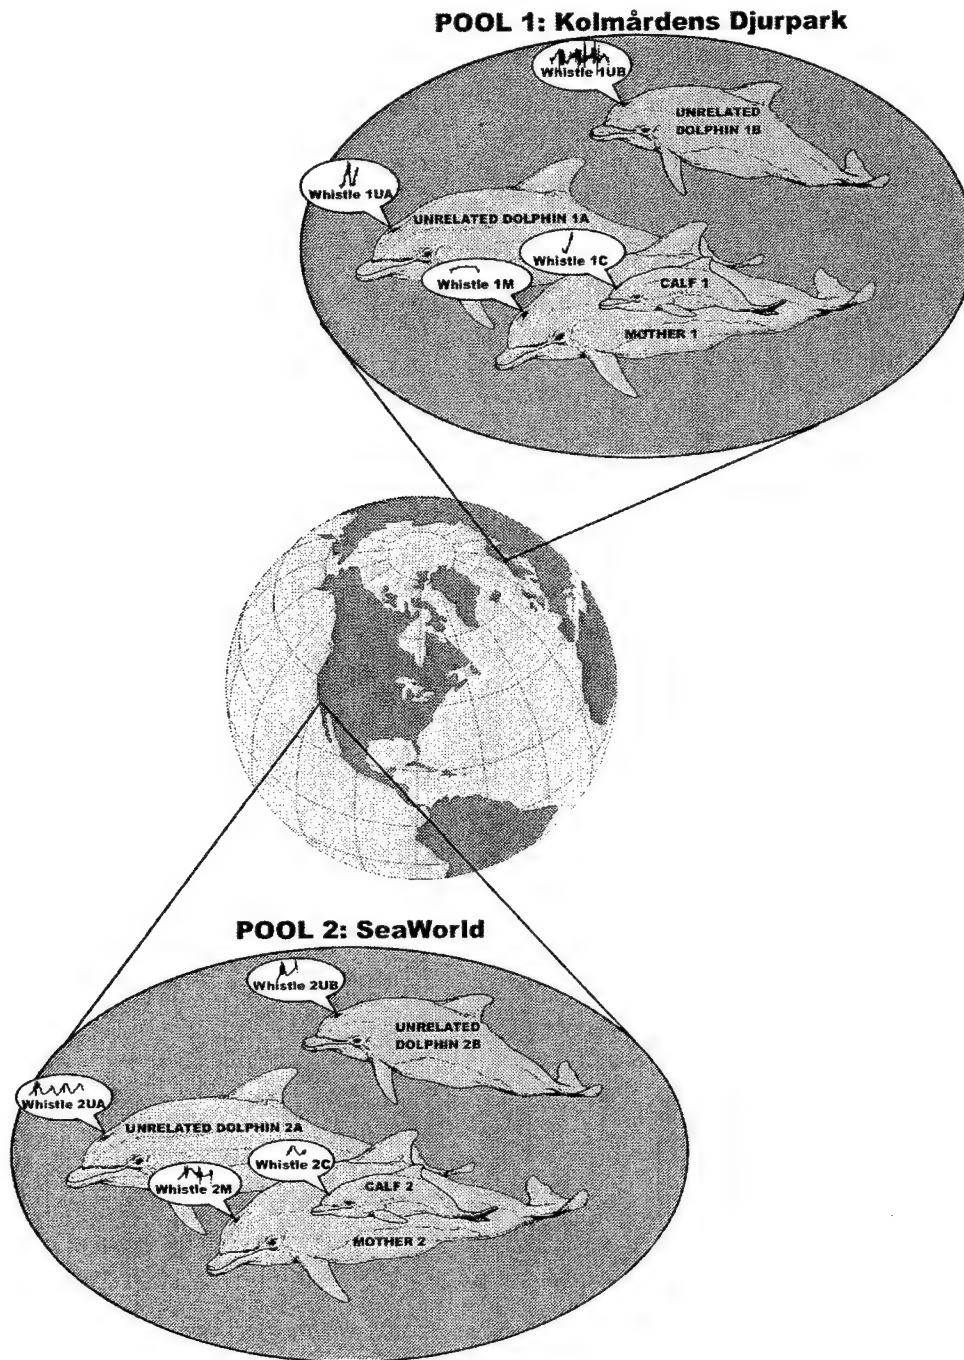 POOL 1: Kolmårdens Djurpark
Whistle 1UB
UNRELATED
DOLPHIN 1B
Whistle 1UA
UNRELATED DOLPHIN 1A
Whistle 1C
Whistle 1M
CALF 1
MOTHER 1
POOL 2: SeaWorld
Whistle 2UB
UNRELATED
DOLPHIN 2B
Whistle 2UA
UNRELATED DOLPHIN 2A
Whistle 2C
Whistle 2M
CALF 2
MOTHER 2